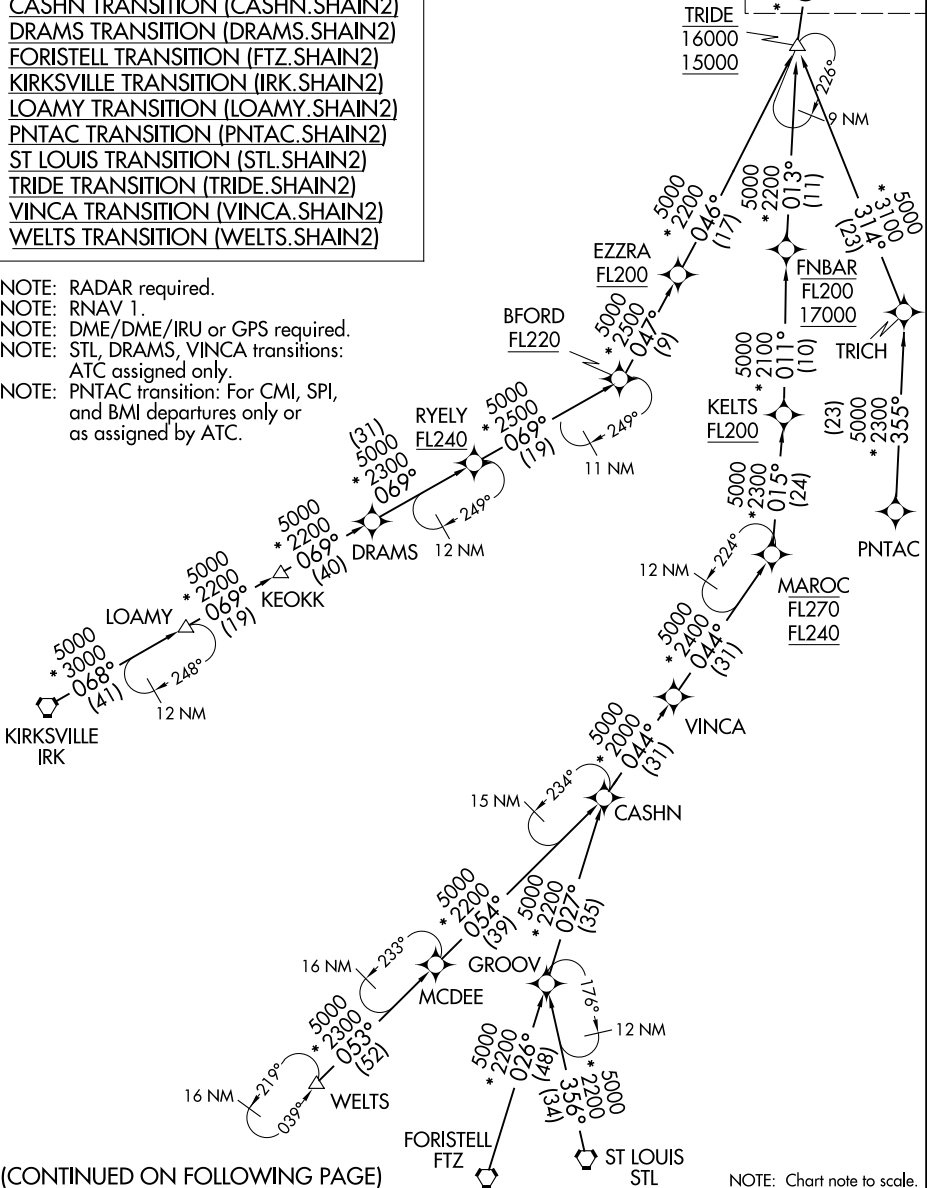 CASHN TRANSITION (CASHN.SHAIN2)
DRAMS TRANSITION (DRAMS.SHAIN2)
FORISTELL TRANSITION (FTZ.SHAIN2)
KIRKSVILLE TRANSITION (IRK.SHAIN2)
LOAMY TRANSITION (LOAMY.SHAIN2)
PNTAC TRANSITION (PNTAC.SHAIN2)
ST LOUIS TRANSITION (STL.SHAIN2)
TRIDE TRANSITION (TRIDE.SHAIN2)
VINCA TRANSITION (VINCA.SHAIN2)
WELTS TRANSITION (WELTS.SHAIN2)
NOTE: RADAR required.
NOTE: RNAV 1.
NOTE: DME/DME/IRU or GPS required.
NOTE: STL, DRAMS, VINCA transitions:
ATC assigned only.
NOTE: PNTAC transition: For CMI, SPI,
and BMI departures only or
as assigned by ATC.
*
TRIDE
16000
15000
226°
9 NM
5000
*2200
046°
(17)
5000
*2200
013°
(11)
5000
*3100
314°
(23)
EZZRA
FL200
FNBAR
FL200
17000
TRICH
BFORD
FL220
5000
*2500
047°
(9)
249°
11 NM
5000
*2100
011°
(10)
KELTS
FL200
(23)
5000
*2300
355°
PNTAC
RYELY
FL240
5000
*2500
069°
(19)
249°
12 NM
(31)
5000
*2300
069°
DRAMS
5000
*2300
015°
(24)
224°
12 NM
MAROC
FL270
FL240
5000
*2200
069°
(40)
KEOKK
5000
*2200
069°
(19)
LOAMY
248°
12 NM
5000
*3000
068°
(41)
KIRKSVILLE
IRK
5000
*2400
044°
(31)
VINCA
5000
*2000
044°
(31)
234°
15 NM
CASHN
5000
*2200
054°
(39)
5000
*2200
027°
(35)
233°
16 NM
MCDEE
GROOV
176°
12 NM
5000
*2300
053°
(52)
219°
039°
16 NM
WELTS
5000
*2200
026°
(48)
5000
*2200
356°
(34)
FORISTELL
FTZ
ST LOUIS
STL
(CONTINUED ON FOLLOWING PAGE)
NOTE: Chart note to scale.